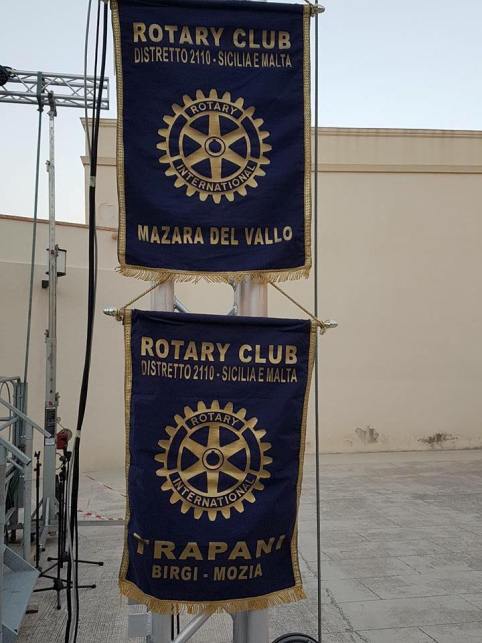 ROTARY CLUB
DISTRETTO 2110 - SICILIA E MALTA
ROTARY
INTERNATIONAL
MAZARA DEL VALLO
ROTARY CLUB
DISTRETTO 2110 - SICILIA E MALTA
ROTARY
INTERNATIONAL
TRAPANI
BIRGI - MOZIA